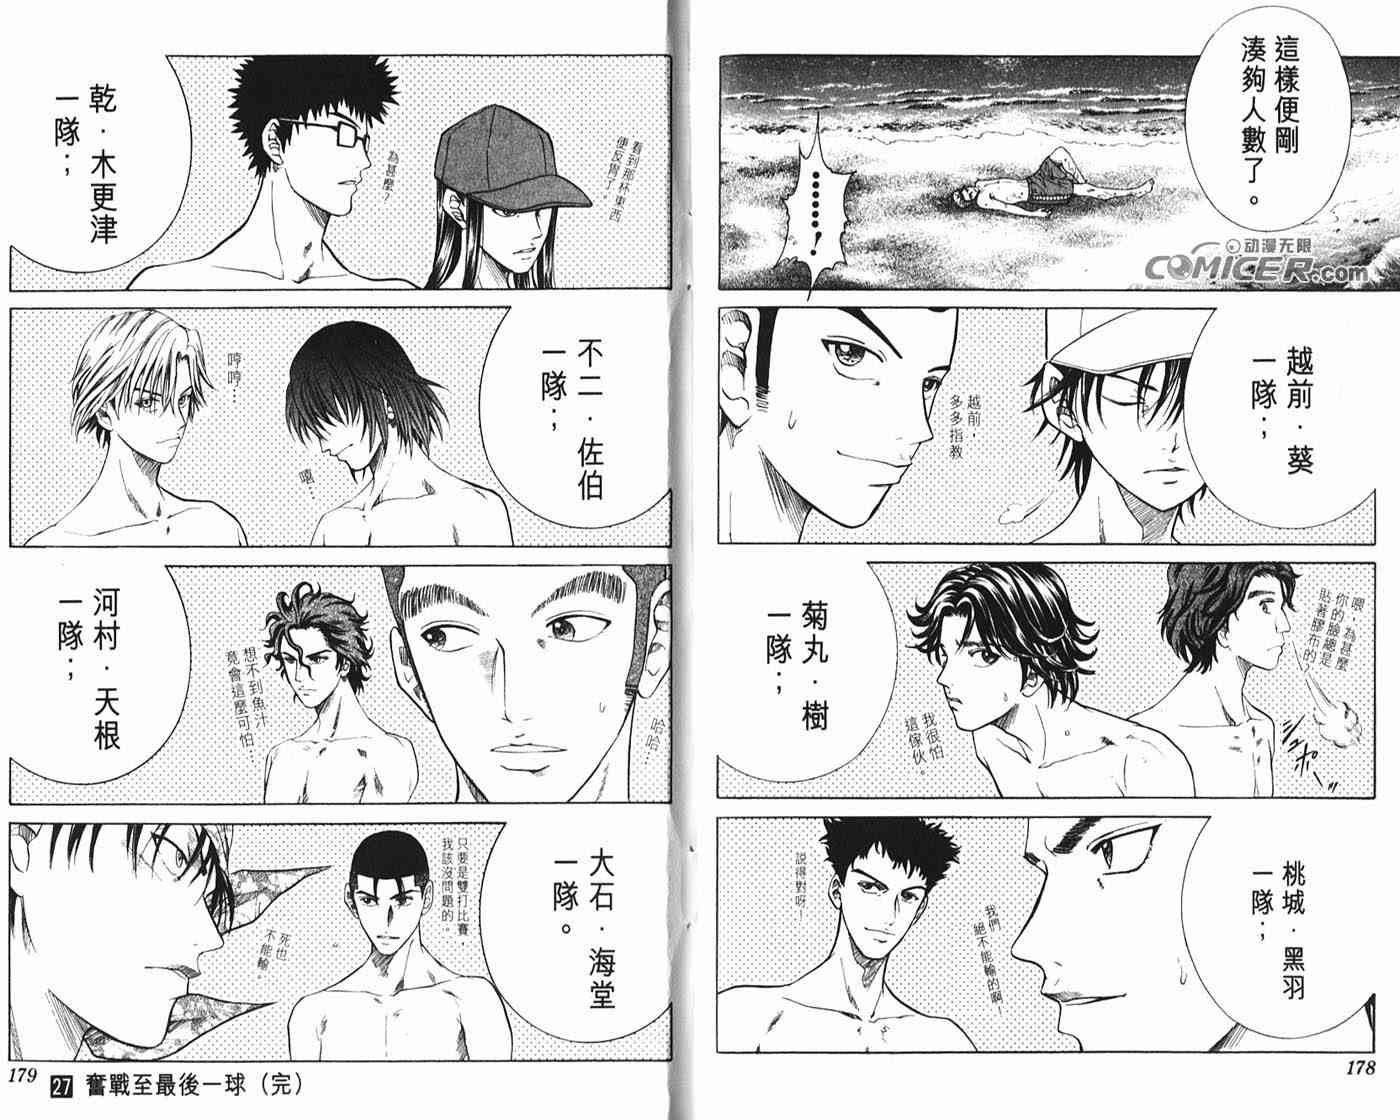 這樣便剛
湊夠人數了。
……！
动漫无限
COMICER.com
越前．葵
一隊；
越前，
多多指教
菊丸．樹
一隊；
喂，為甚麼
你的臉總是
貼著膠布的
我很怕
這傢伙。
桃城．黑羽
一隊；
我們
絕不能輸的啊！
説得對呀！
178
乾．木更津
一隊；
看到那杯東西
便反胃了。
為甚麼？
不二．佐伯
一隊；
嘻…
哼哼…
河村．天根
一隊；
哈哈…
想不到魚汁
竟會這麼可怕…
大石．海堂
一隊。
只要是雙打比賽，
我該沒問題的。
死也
不能輸。
179
27 奮戰至最後一球（完）